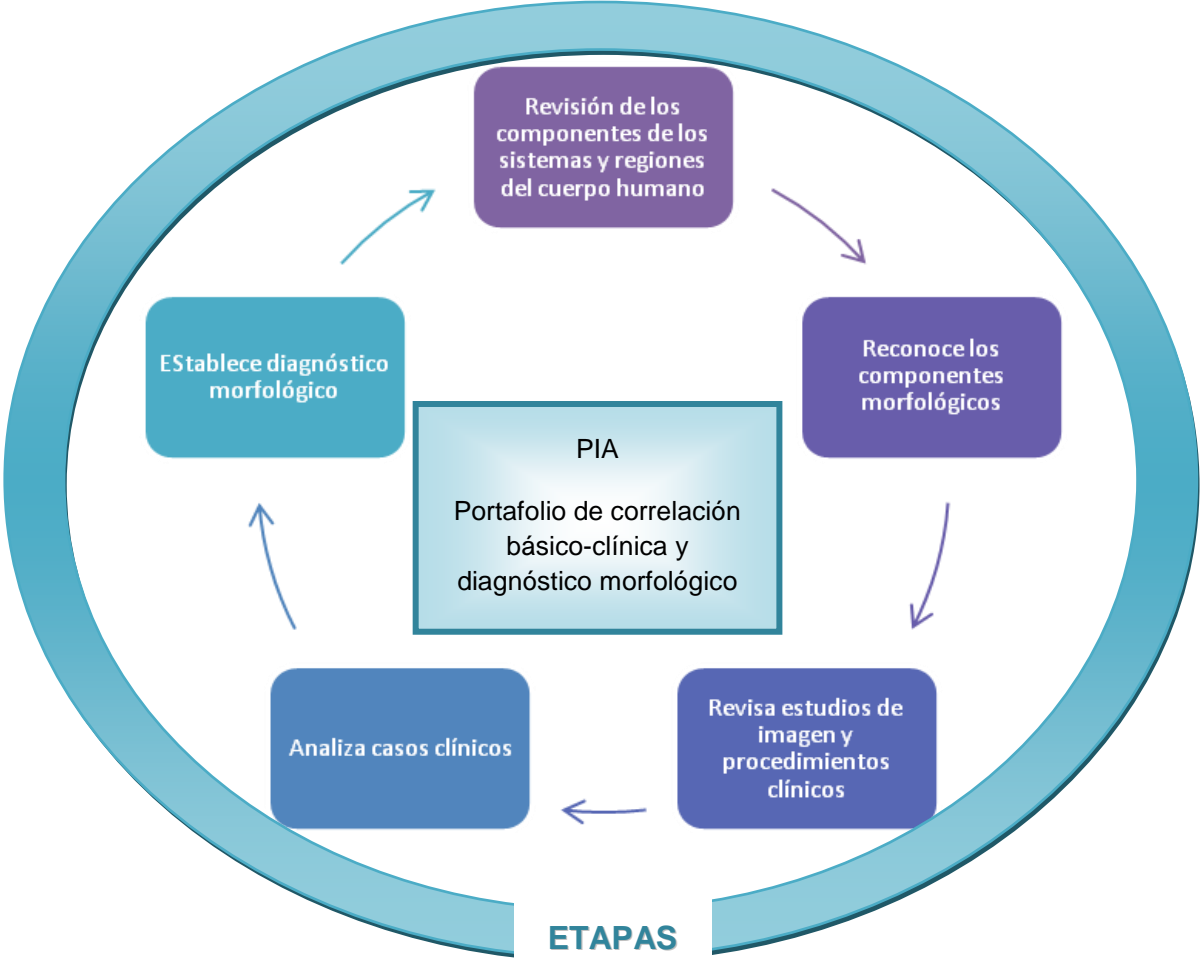 Revisión de los
componentes de los
sistemas y regiones
del cuerpo humano
Reconoce los
componentes
morfológicos
Revisa estudios de
imagen y
procedimientos
clínicos
Analiza casos clínicos
EStablece diagnóstico
morfológico
PIA
Portafolio de correlación
básico-clínica y
diagnóstico morfológico
ETAPAS